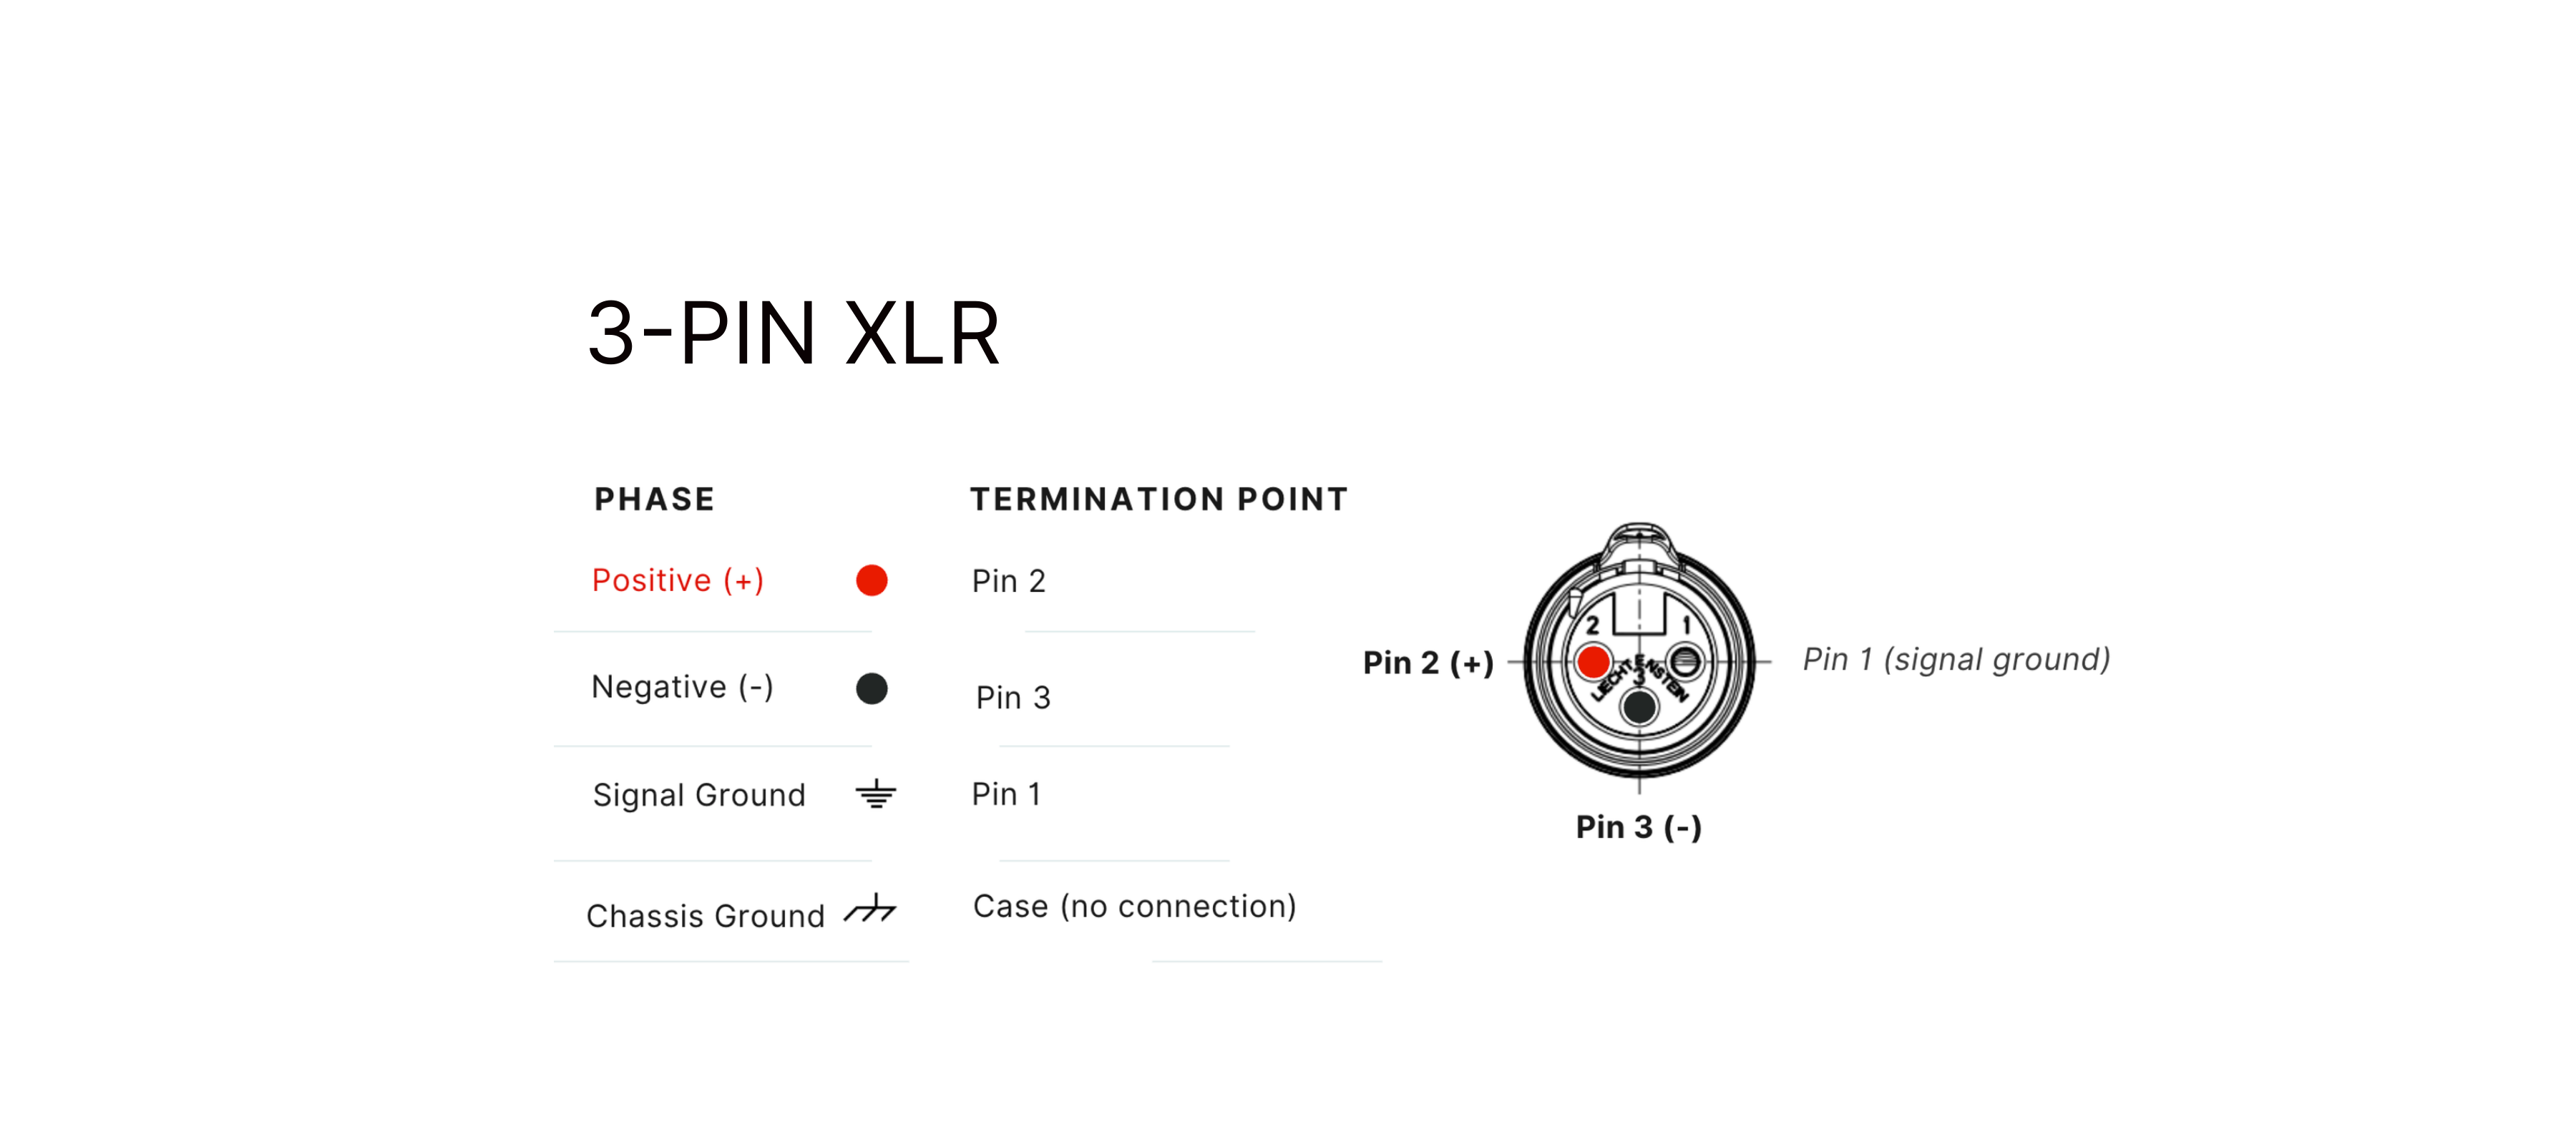 3-PIN XLR
PHASE TERMINATION POINT
Positive (+) Pin 2
Negative (-) Pin 3
Signal Ground Pin 1
Chassis Ground Case (no connection)
2 1
Pin 2 (+) Pin 1 (signal ground)
3
LIECHTENSTEIN
Pin 3 (-)